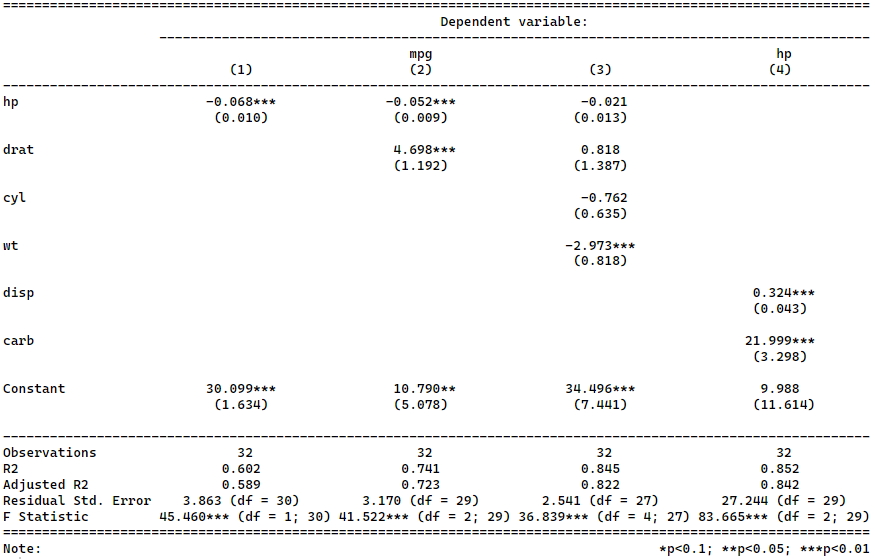 Dependent variable:
mpg hp
(1) (2) (3) (4)
hp -0.068*** -0.052*** -0.021
(0.010) (0.009) (0.013)
drat 4.698*** 0.818
(1.192) (1.387)
cyl -0.762
(0.635)
wt -2.973***
(0.818)
disp 0.324***
(0.043)
carb 21.999***
(3.298)
Constant 30.099*** 10.790** 34.496*** 9.988
(1.634) (5.078) (7.441) (11.614)
Observations 32 32 32 32
R2 0.602 0.741 0.845 0.852
Adjusted R2 0.589 0.723 0.822 0.842
Residual Std. Error 3.863 (df = 30) 3.170 (df = 29) 2.541 (df = 27) 27.244 (df = 29)
F Statistic 45.460*** (df = 1; 30) 41.522*** (df = 2; 29) 36.839*** (df = 4; 27) 83.665*** (df = 2; 29)
Note: *p<0.1; **p<0.05; ***p<0.01